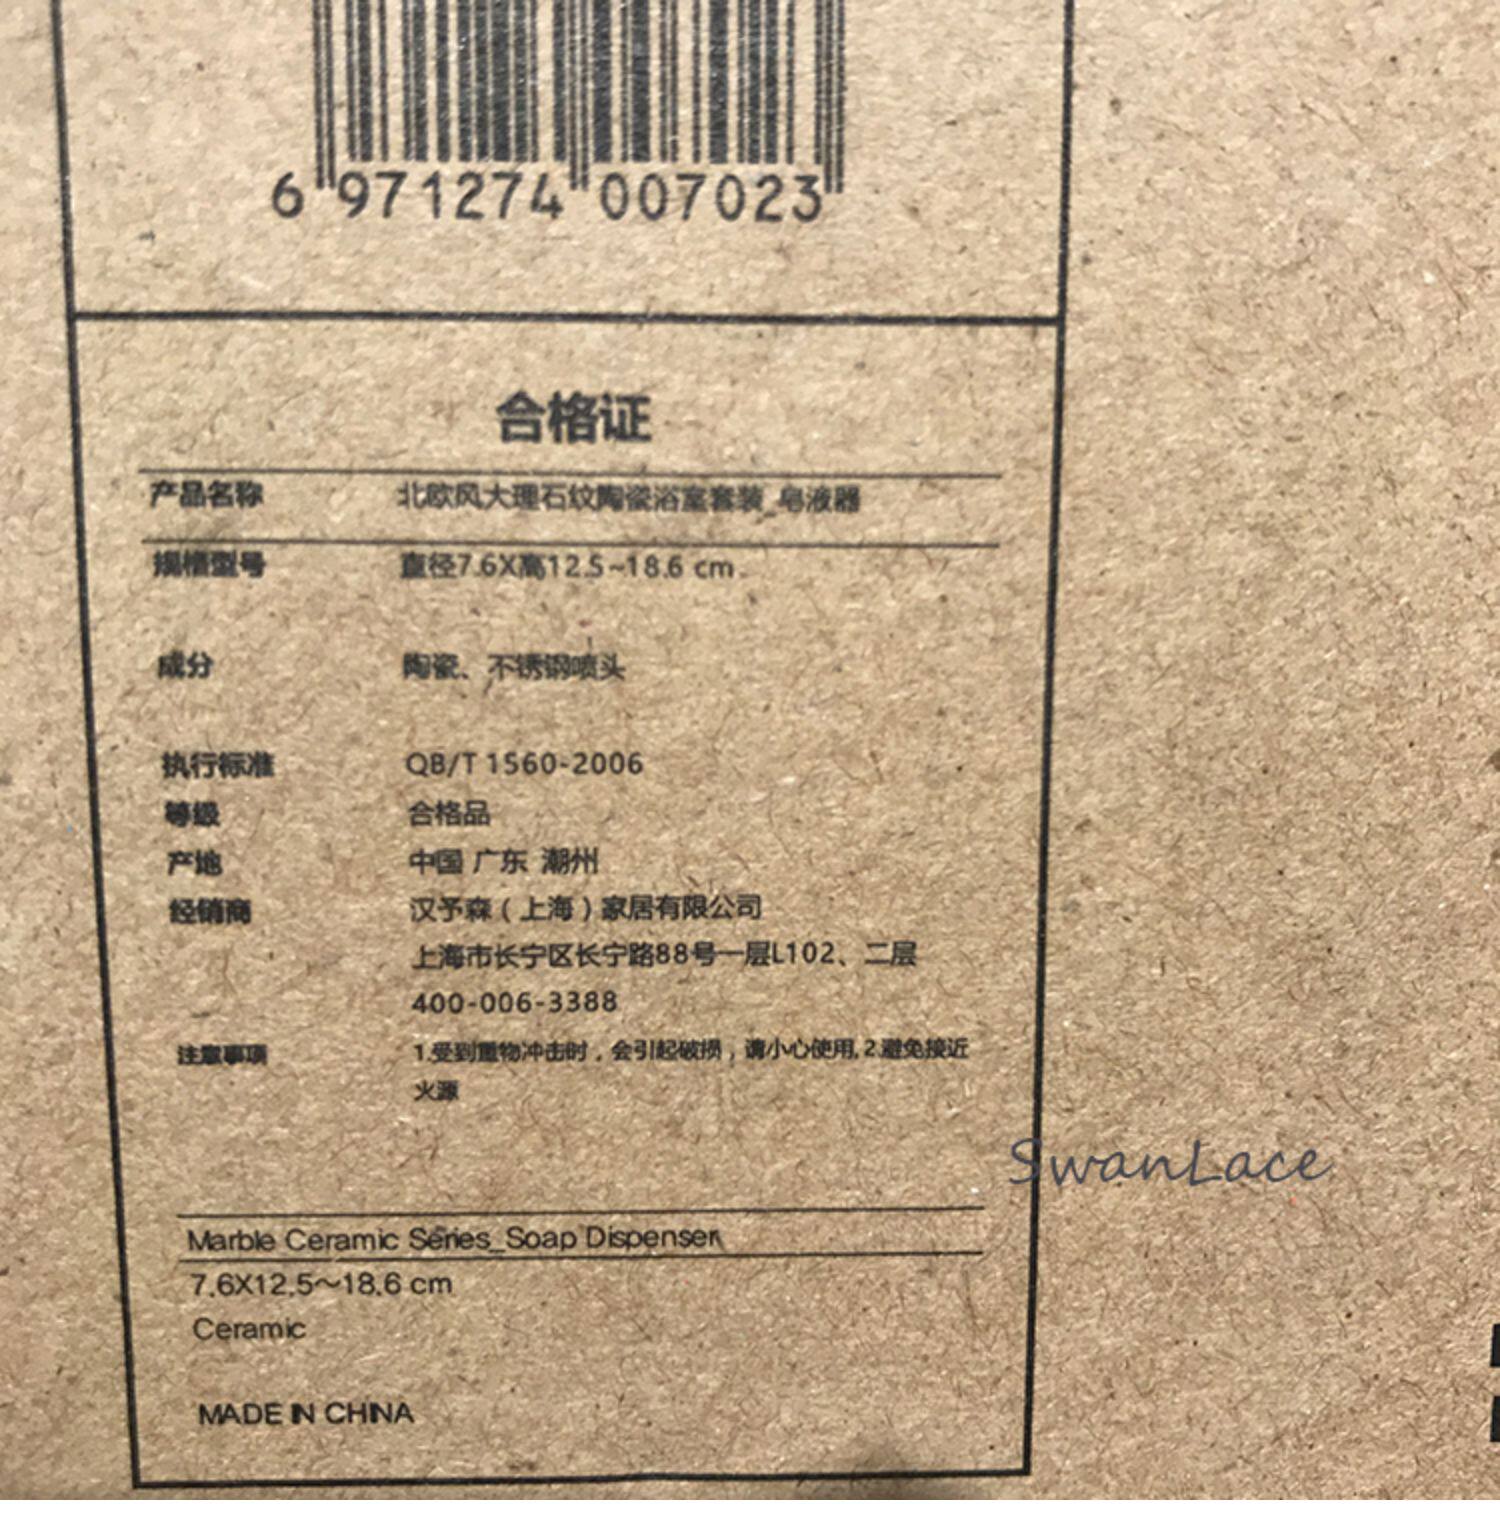 6 971274 007023
合格证
产品名称 北欧风大理石纹陶瓷浴室套装_皂液器
规格型号 直径7.6X高12.5~18.6 cm
成分 陶瓷、不锈钢喷头
执行标准 QB/T 1560-2006
等级 合格品
产地 中国 广东 潮州
经销商 汉予森（上海）家居有限公司
上海市长宁区长宁路88号一层L102、二层
400-006-3388
注意事项 1.受到重物冲击时，会引起破损，请小心使用, 2.避免接近
火源
SwanLace
Marble Ceramic Series_Soap Dispenser
7.6X12.5～18.6 cm
Ceramic
MADE IN CHINA